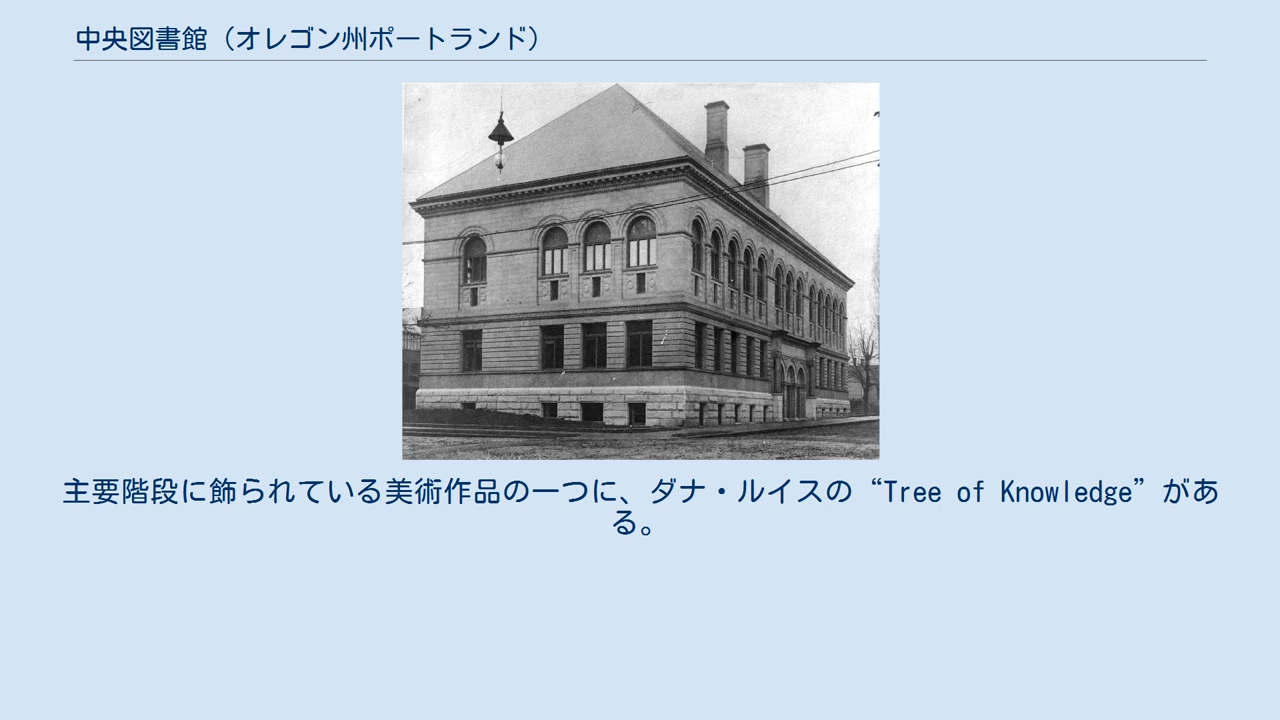 中央図書館（オレゴン州ポートランド）
主要階段に飾られている美術作品の一つに、ダナ・ルイスの“Tree of Knowledge”があ
る。